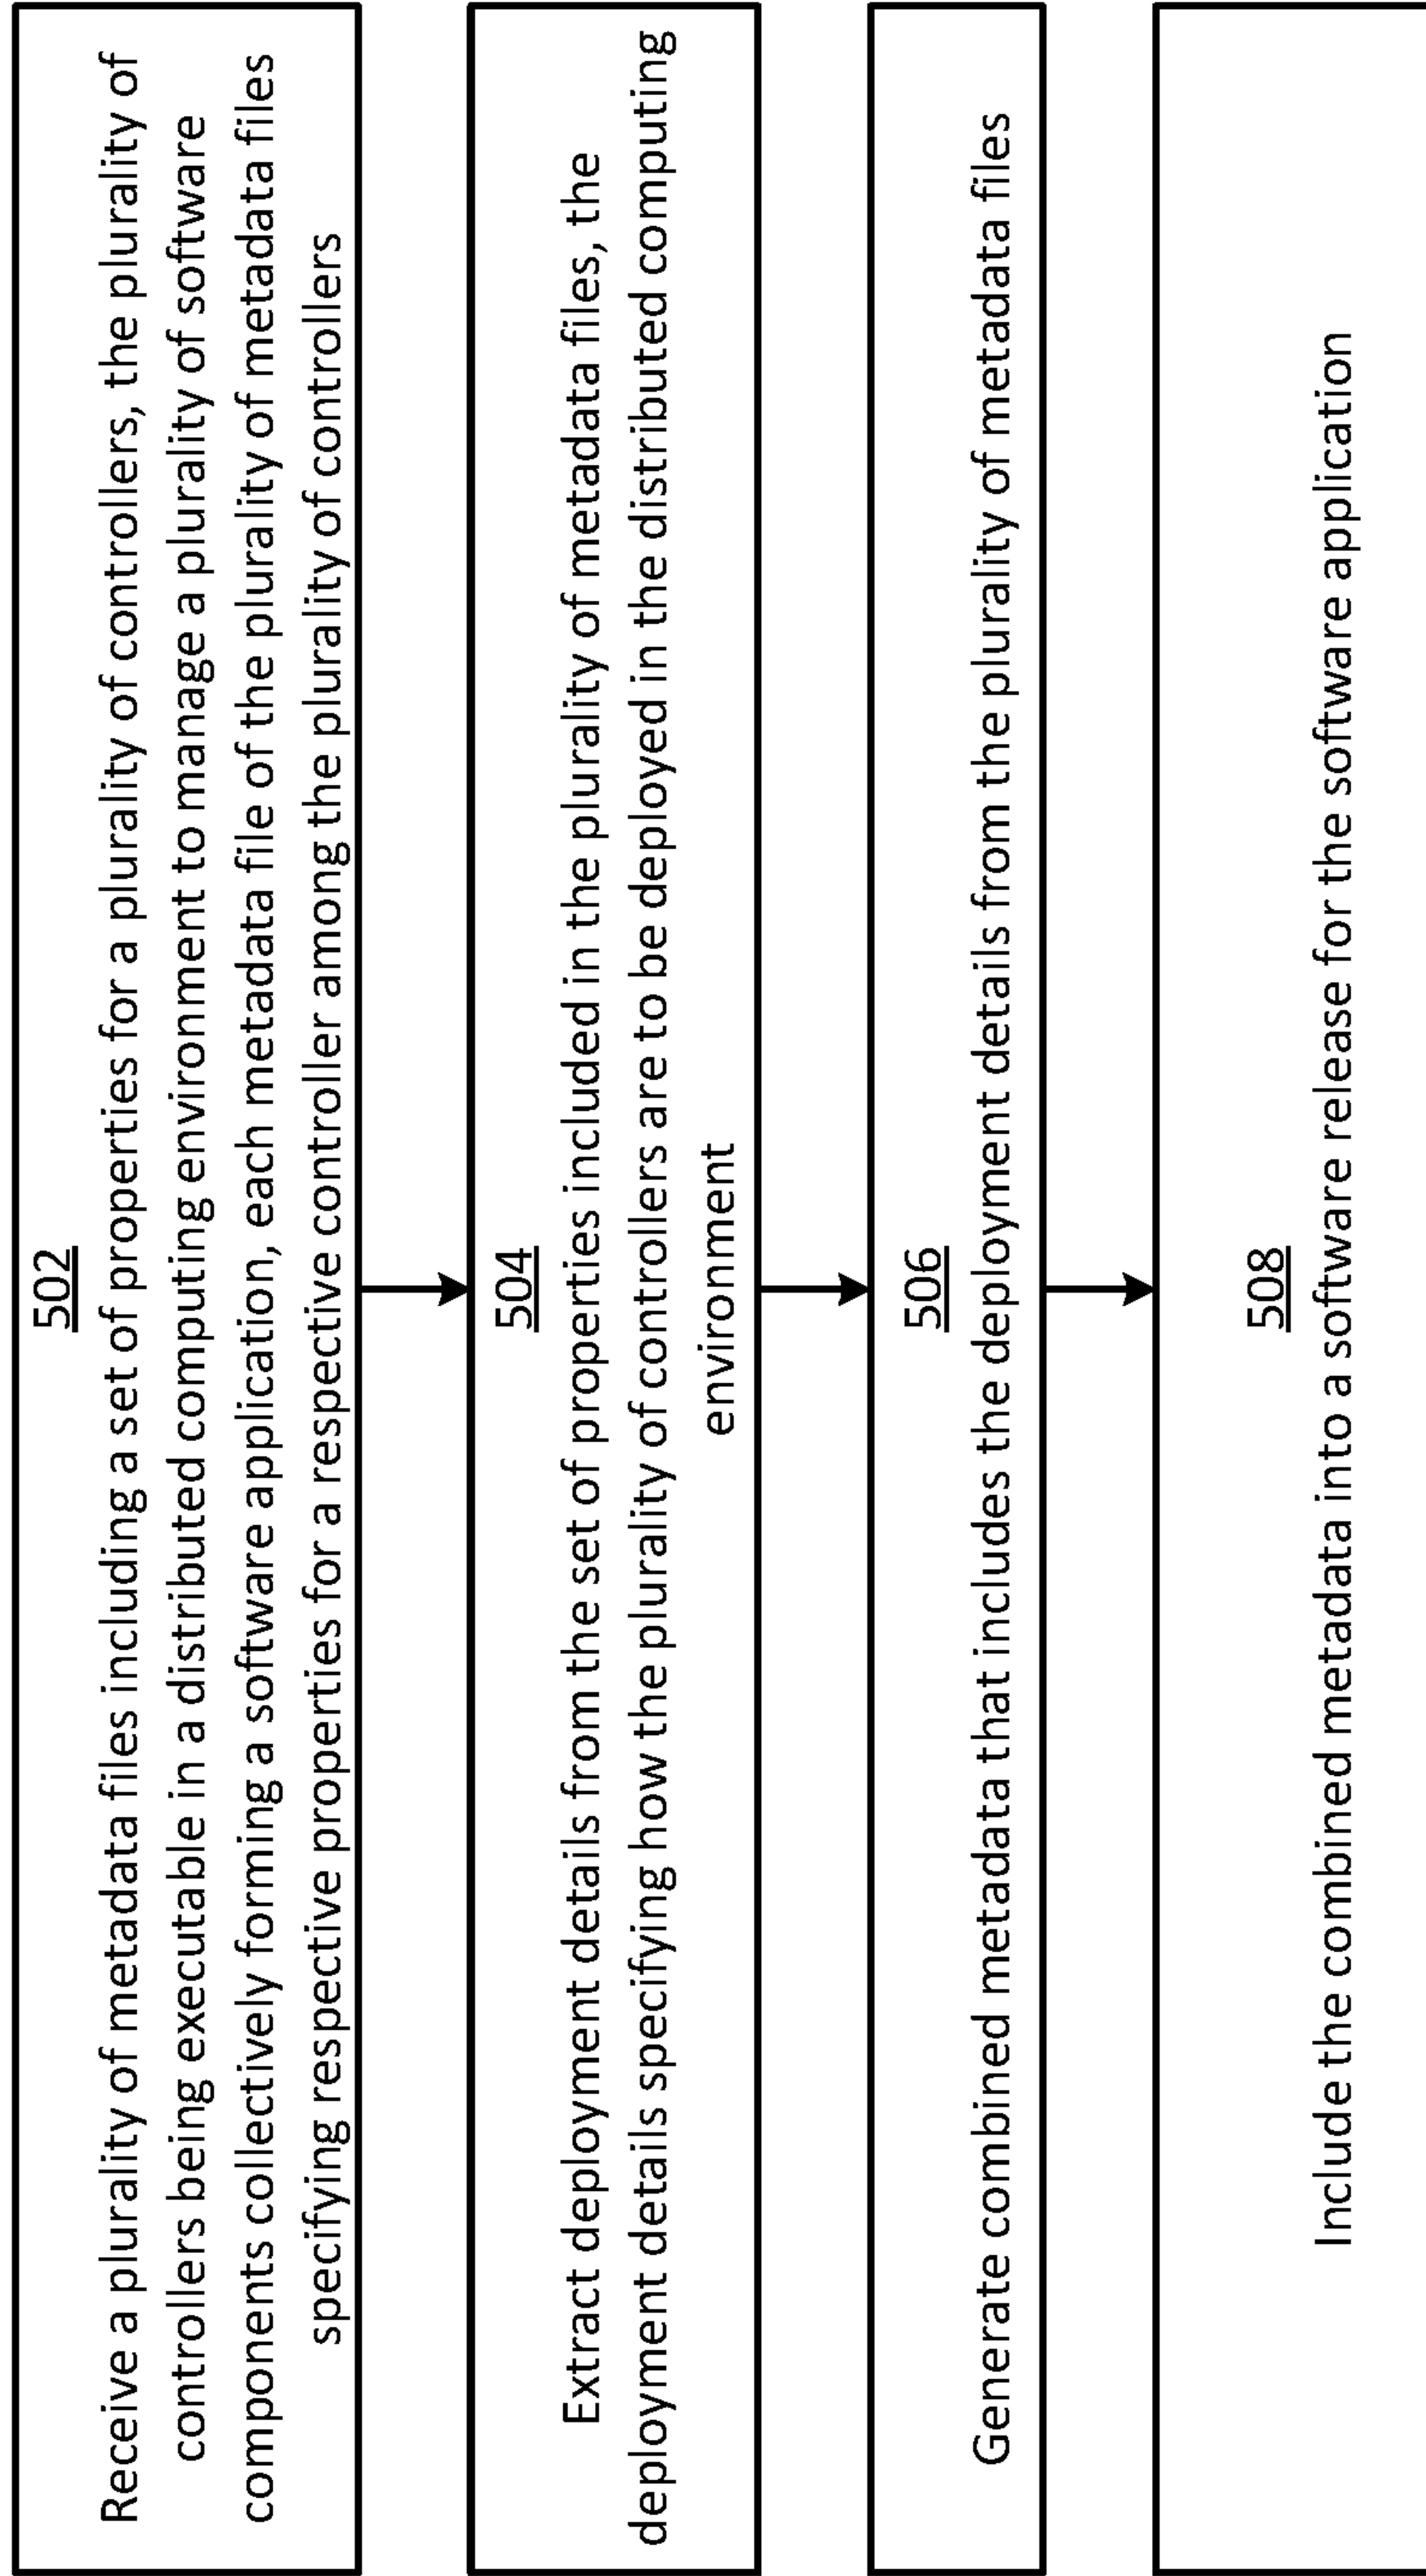 502
Receive a plurality of metadata files including a set of properties for a plurality of controllers, the plurality of
controllers being executable in a distributed computing environment to manage a plurality of software
components collectively forming a software application, each metadata file of the plurality of metadata files
specifying respective properties for a respective controller among the plurality of controllers
504
Extract deployment details from the set of properties included in the plurality of metadata files, the
deployment details specifying how the plurality of controllers are to be deployed in the distributed computing
environment
506
Generate combined metadata that includes the deployment details from the plurality of metadata files
508
Include the combined metadata into a software release for the software application